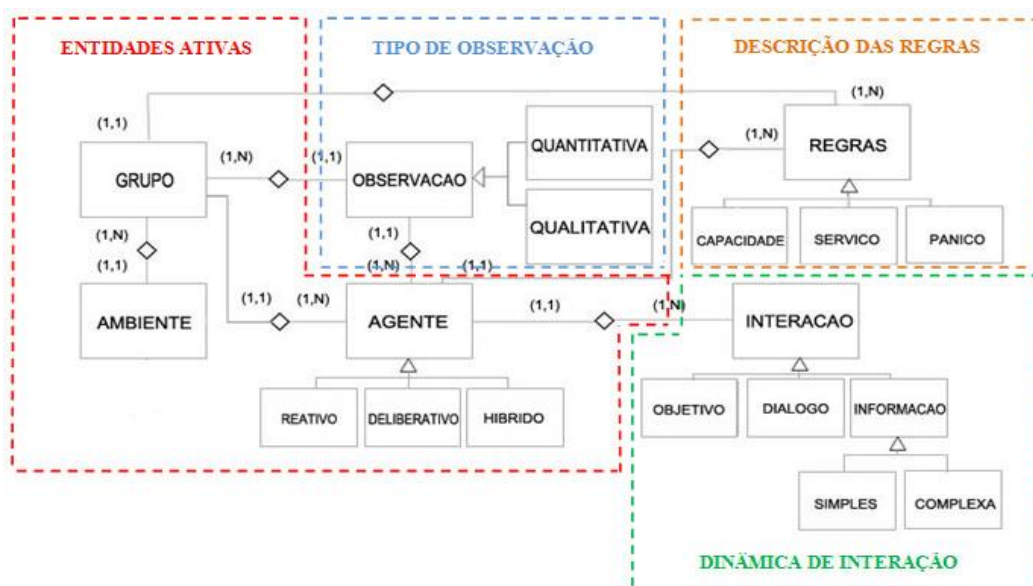 ENTIDADES ATIVAS
TIPO DE OBSERVAÇÃO
DESCRIÇÃO DAS REGRAS
(1,1)
(1,N)
(1,N)
(1,N)
(1,1)
GRUPO
OBSERVACAO
QUANTITATIVA
QUALITATIVA
REGRAS
CAPACIDADE
SERVICO
PANICO
(1,N)
(1,1)
(1,1)
(1,N)
(1,1)
AMBIENTE
(1,1)
(1,N)
AGENTE
(1,1)
(1,N)
INTERACAO
REATIVO
DELIBERATIVO
HIBRIDO
OBJETIVO
DIALOGO
INFORMACAO
SIMPLES
COMPLEXA
DINÂMICA DE INTERAÇÃO